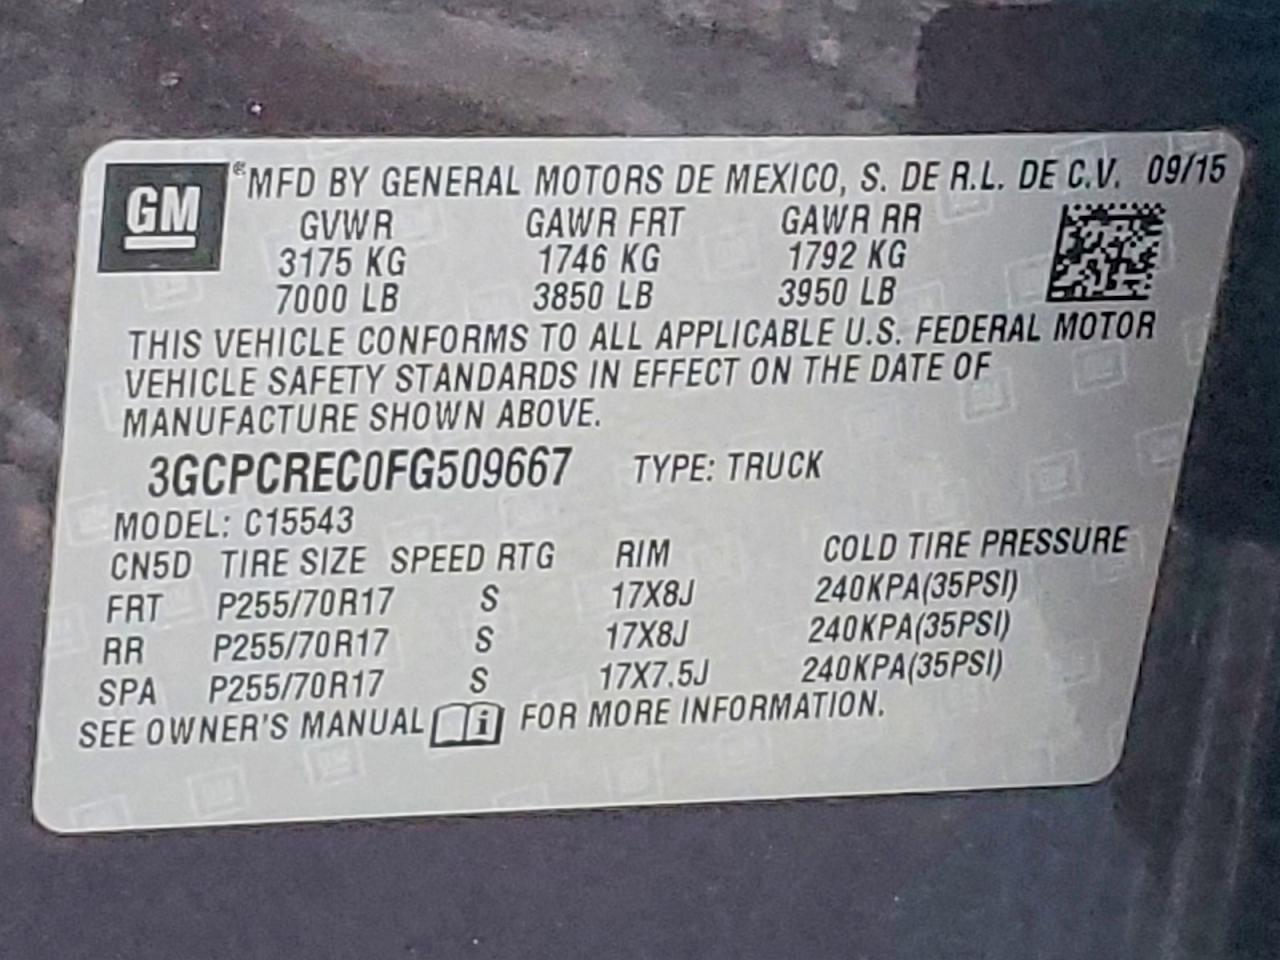 GM ® MFD BY GENERAL MOTORS DE MEXICO, S. DE R.L. DE C.V. 09/15
GVWR GAWR FRT GAWR RR
3175 KG 1746 KG 1792 KG
7000 LB 3850 LB 3950 LB
THIS VEHICLE CONFORMS TO ALL APPLICABLE U.S. FEDERAL MOTOR
VEHICLE SAFETY STANDARDS IN EFFECT ON THE DATE OF
MANUFACTURE SHOWN ABOVE.
3GCPCREC0FG509667 TYPE: TRUCK
MODEL: C15543
CN5D TIRE SIZE SPEED RTG RIM COLD TIRE PRESSURE
FRT P255/70R17 S 17X8J 240KPA(35PSI)
RR P255/70R17 S 17X8J 240KPA(35PSI)
SPA P255/70R17 S 17X7.5J 240KPA(35PSI)
SEE OWNER'S MANUAL i FOR MORE INFORMATION.